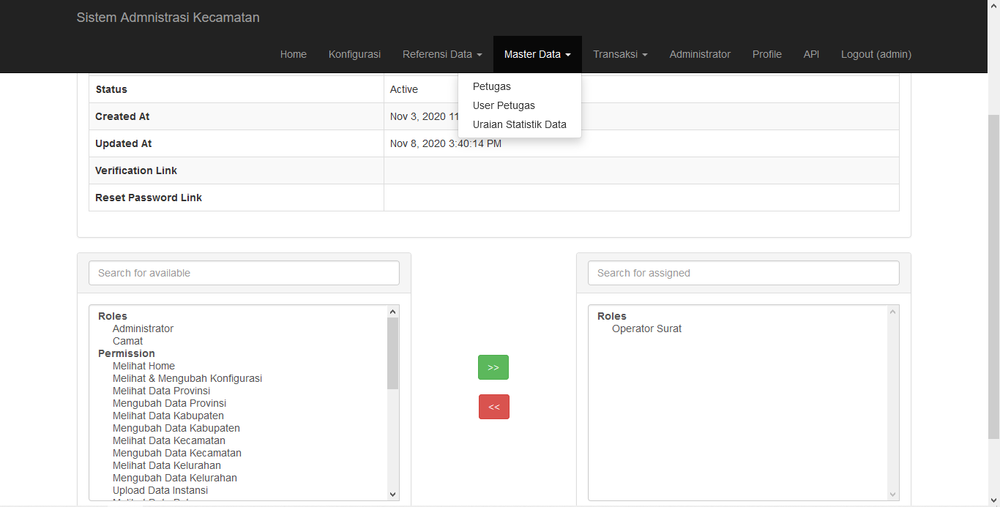 Sistem Admnistrasi Kecamatan
Home Konfigurasi Referensi Data Master Data Transaksi Administrator Profile API Logout (admin)
Petugas
User Petugas
Uraian Statistik Data
Status Active
Created At Nov 3, 2020 11
Updated At Nov 8, 2020 3:40:14 PM
Verification Link
Reset Password Link
Search for available
Roles
Administrator
Camat
Permission
Melihat Home
Melihat & Mengubah Konfigurasi
Melihat Data Provinsi
Mengubah Data Provinsi
Melihat Data Kabupaten
Mengubah Data Kabupaten
Melihat Data Kecamatan
Mengubah Data Kecamatan
Melihat Data Kelurahan
Mengubah Data Kelurahan
Upload Data Instansi
>>
<<
Search for assigned
Roles
Operator Surat